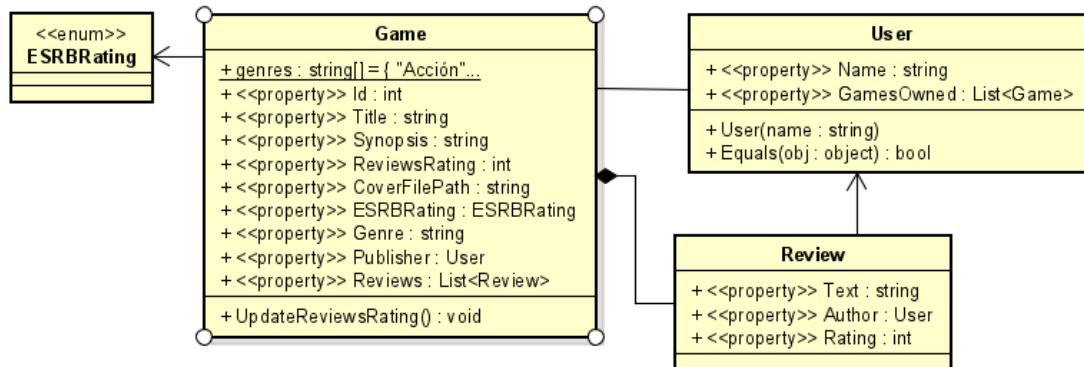 <<enum>>
ESRBRating
Game
+ genres : string[] = { "Acción"...
+ <<property>> Id : int
+ <<property>> Title : string
+ <<property>> Synopsis : string
+ <<property>> ReviewsRating : int
+ <<property>> CoverFilePath : string
+ <<property>> ESRBRating : ESRBRating
+ <<property>> Genre : string
+ <<property>> Publisher : User
+ <<property>> Reviews : List<Review>
+ UpdateReviewsRating() : void
User
+ <<property>> Name : string
+ <<property>> GamesOwned : List<Game>
+ User(name : string)
+ Equals(obj : object) : bool
Review
+ <<property>> Text : string
+ <<property>> Author : User
+ <<property>> Rating : int